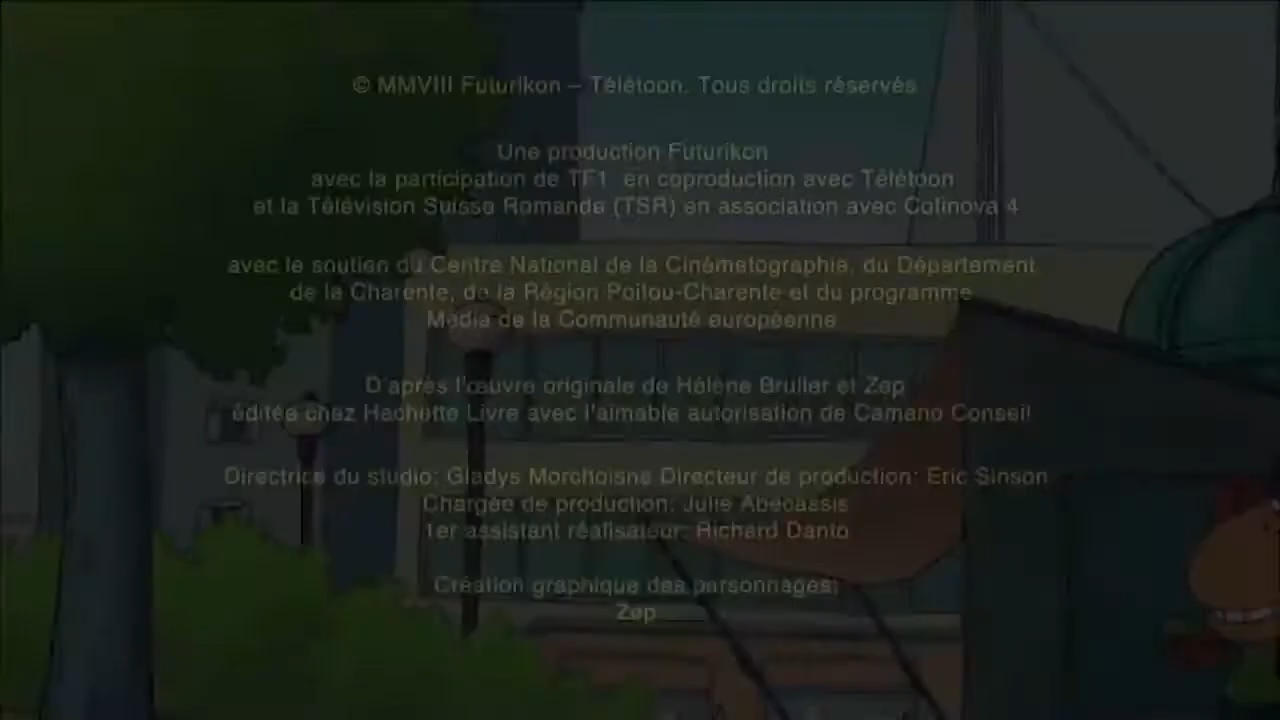 © MMVIII Futurikon – Télétoon. Tous droits réservés
Une production Futurikon
avec la participation de TF1 en coproduction avec Télétoon
et la Télévision Suisse Romande (TSR) en association avec Cofinova 4
avec le soutien du Centre National de la Cinémetographie, du Département
de la Charente, de la Région Poitou-Charente et du programme
Média de la Communauté européenne
D'après l'œuvre originale de Hélène Bruller et Zep
éditée chez Hachette Livre avec l'aimable autorisation de Camano Conseil
Directrice du studio: Gladys Morchoisne Directeur de production: Eric Sinson
Chargée de production: Julie Abecassis
1er assistant réalisateur: Richard Danto
Création graphique des personnages:
Zep